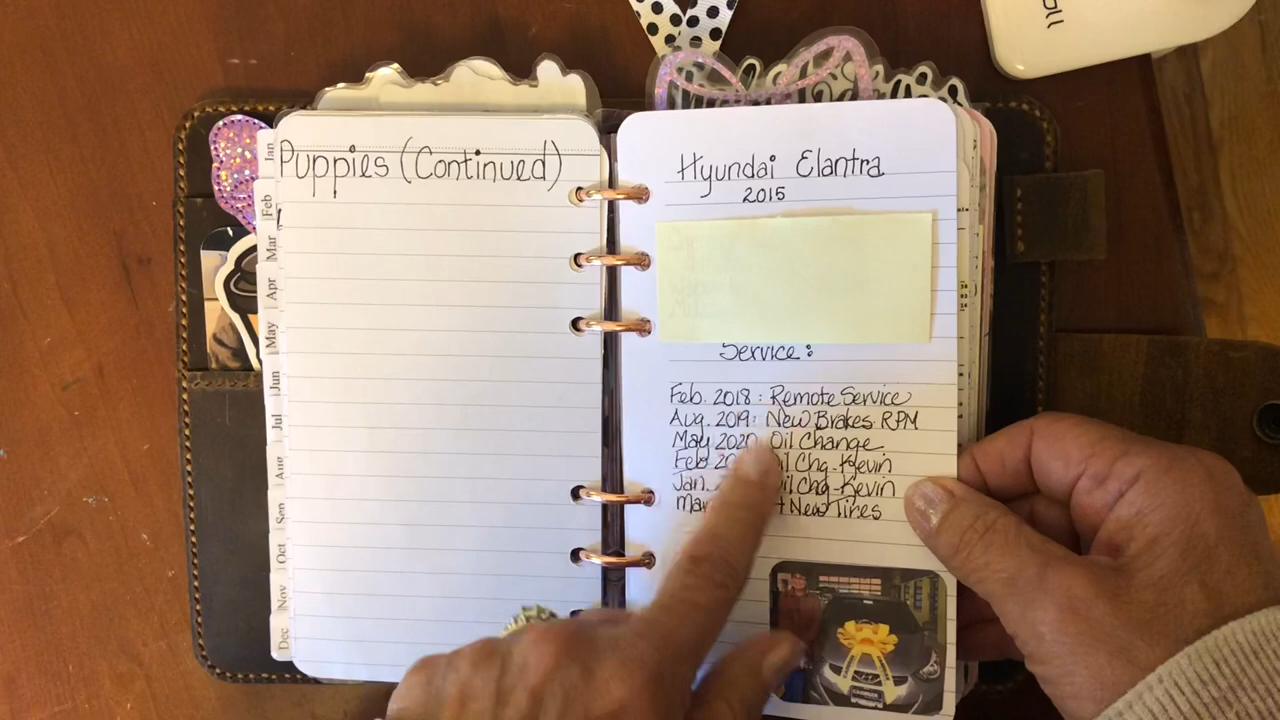 Jan
Feb
Mar
Apr
May
Jun
Jul
Aug
Sep
Oct
Nov
Dec
Puppies (Continued)
Hyundai Elantra
2015
Service:
Feb. 2018: Remote Service
Aug. 2019: New Brakes RPM
May 2020 Oil Change
Feb Oil Chg-Kevin
Jan. Oil Chg-Kevin
Mar 4 New Tires